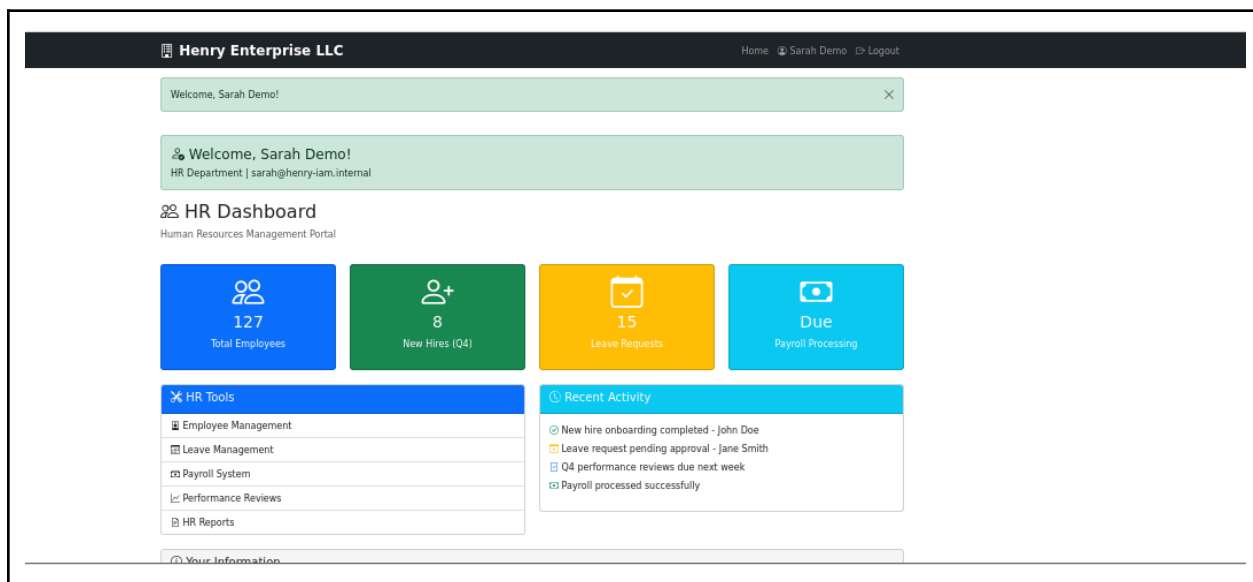 Henry Enterprise LLC
Home Sarah Demo Logout
Welcome, Sarah Demo!
Welcome, Sarah Demo!
HR Department | sarah@henry-iam.internal
HR Dashboard
Human Resources Management Portal
127
Total Employees
8
New Hires (Q4)
15
Leave Requests
Due
Payroll Processing
HR Tools
Employee Management
Leave Management
Payroll System
Performance Reviews
HR Reports
Recent Activity
New hire onboarding completed - John Doe
Leave request pending approval - Jane Smith
Q4 performance reviews due next week
Payroll processed successfully
Your Information